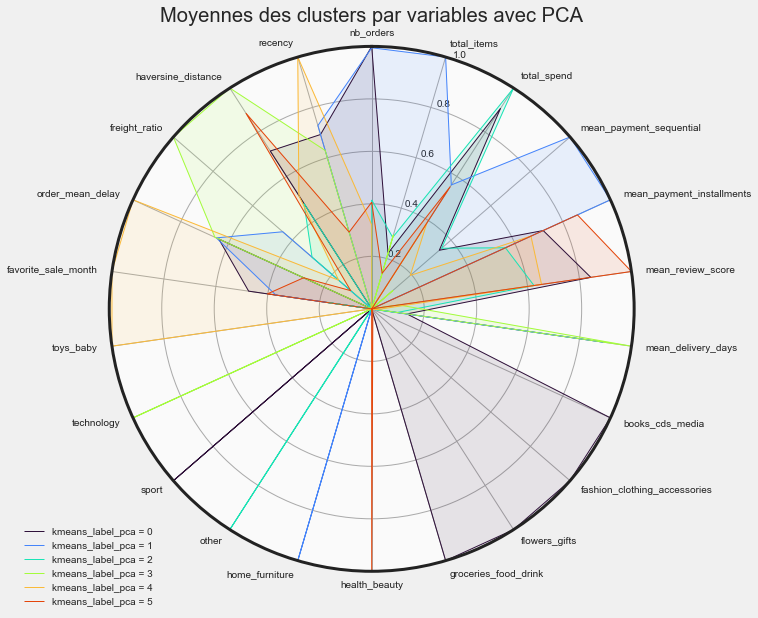 Moyennes des clusters par variables avec PCA
nb_orders
total_items
total_spend
mean_payment_sequential
mean_payment_installments
mean_review_score
mean_delivery_days
books_cds_media
fashion_clothing_accessories
flowers_gifts
groceries_food_drink
health_beauty
home_furniture
other
sport
technology
toys_baby
favorite_sale_month
order_mean_delay
freight_ratio
haversine_distance
recency
1.0
0.8
0.6
0.4
0.2
kmeans_label_pca = 0
kmeans_label_pca = 1
kmeans_label_pca = 2
kmeans_label_pca = 3
kmeans_label_pca = 4
kmeans_label_pca = 5